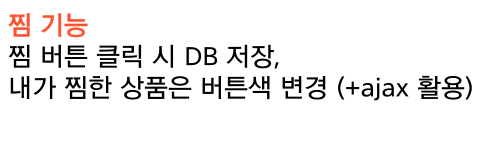 찜 기능
찜 버튼 클릭 시 DB 저장,
내가 찜한 상품은 버튼색 변경 (+ajax 활용)